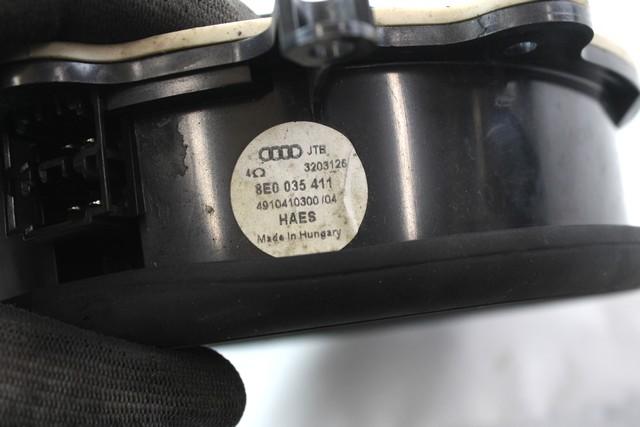 JTB
4Ω 3203126
8E0 035 411
4910410300 /04
HAES
Made in Hungary